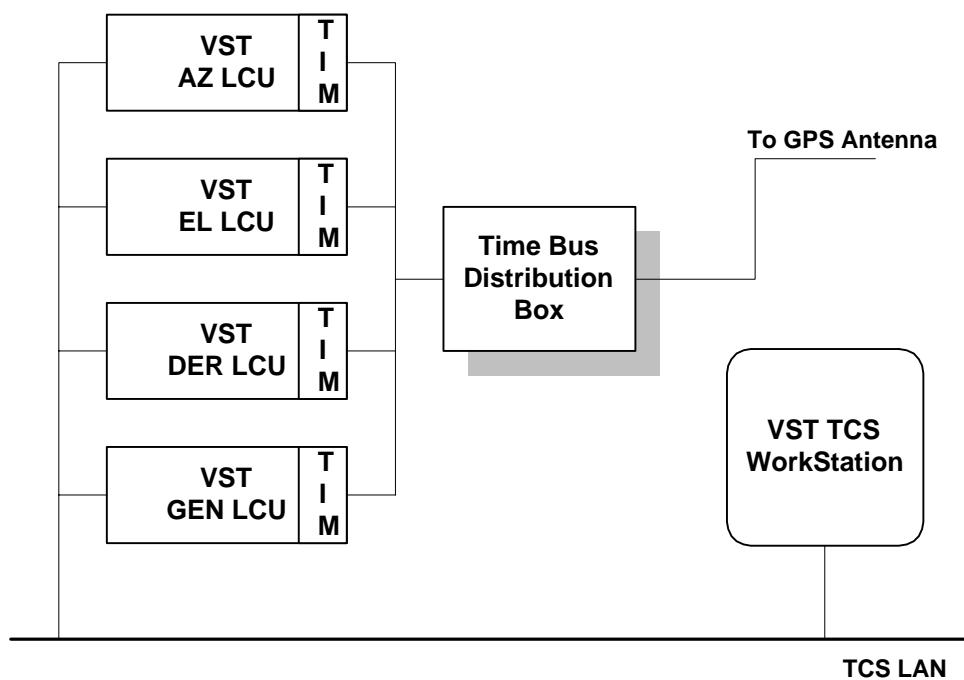 VST
AZ LCU
T
I
M
VST
EL LCU
T
I
M
VST
DER LCU
T
I
M
VST
GEN LCU
T
I
M
Time Bus
Distribution
Box
To GPS Antenna
VST TCS
WorkStation
TCS LAN